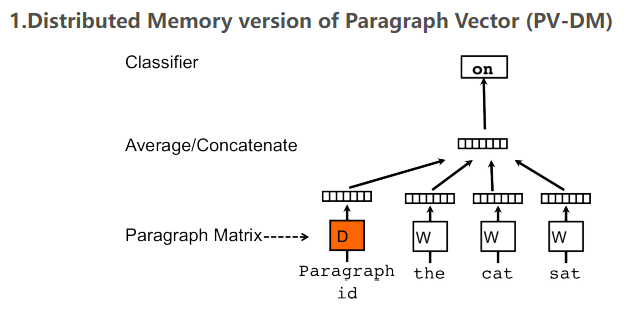 1.Distributed Memory version of Paragraph Vector (PV-DM)
Classifier
on
Average/Concatenate
Paragraph Matrix
D
W
W
W
Paragraph the cat sat
id